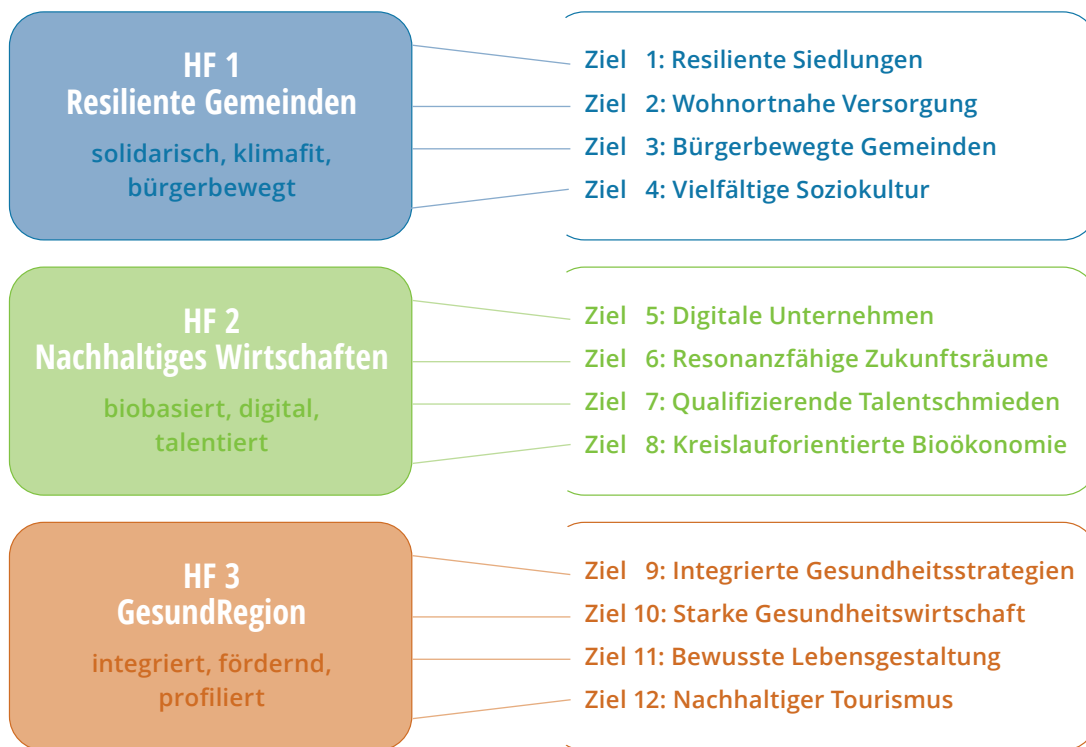 HF 1
Resiliente Gemeinden
solidarisch, klimafit,
bürgerbewegt
Ziel 1: Resiliente Siedlungen
Ziel 2: Wohnortnahe Versorgung
Ziel 3: Bürgerbewegte Gemeinden
Ziel 4: Vielfältige Soziokultur
HF 2
Nachhaltiges Wirtschaften
biobasiert, digital,
talentiert
Ziel 5: Digitale Unternehmen
Ziel 6: Resonanzfähige Zukunftsräume
Ziel 7: Qualifizierende Talentschmieden
Ziel 8: Kreislauforientierte Bioökonomie
HF 3
GesundRegion
integriert, fördernd,
profiliert
Ziel 9: Integrierte Gesundheitsstrategien
Ziel 10: Starke Gesundheitswirtschaft
Ziel 11: Bewusste Lebensgestaltung
Ziel 12: Nachhaltiger Tourismus